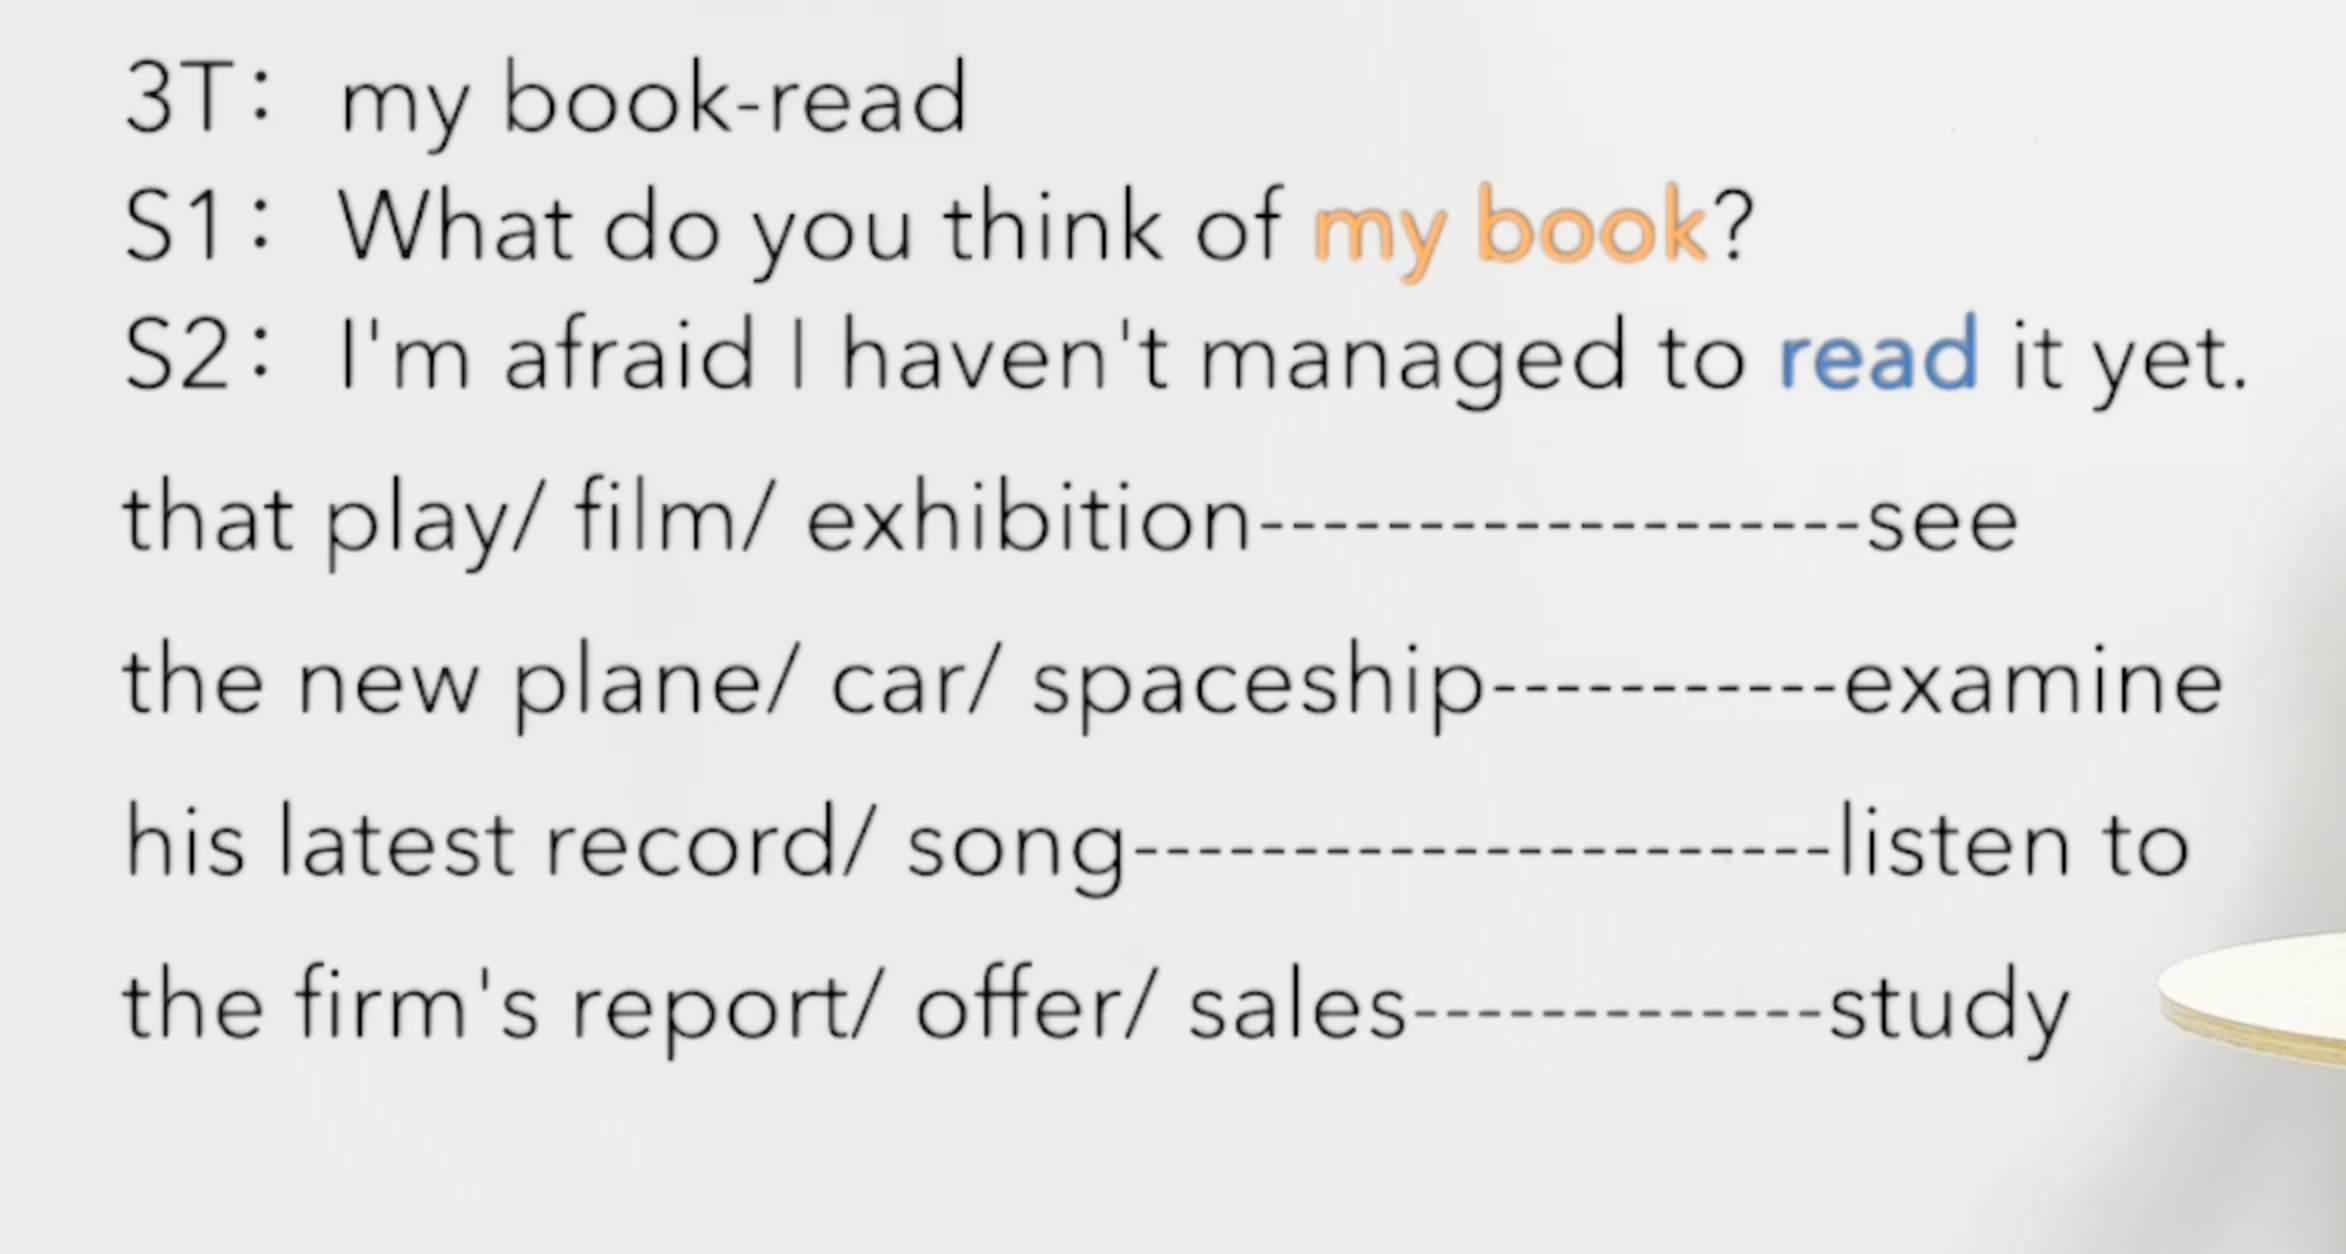 3T: my book-read
S1: What do you think of my book?
S2: I'm afraid I haven't managed to read it yet.
that play/ film/ exhibition-------------------see
the new plane/ car/ spaceship-----------examine
his latest record/ song----------------------listen to
the firm's report/ offer/ sales-------------study